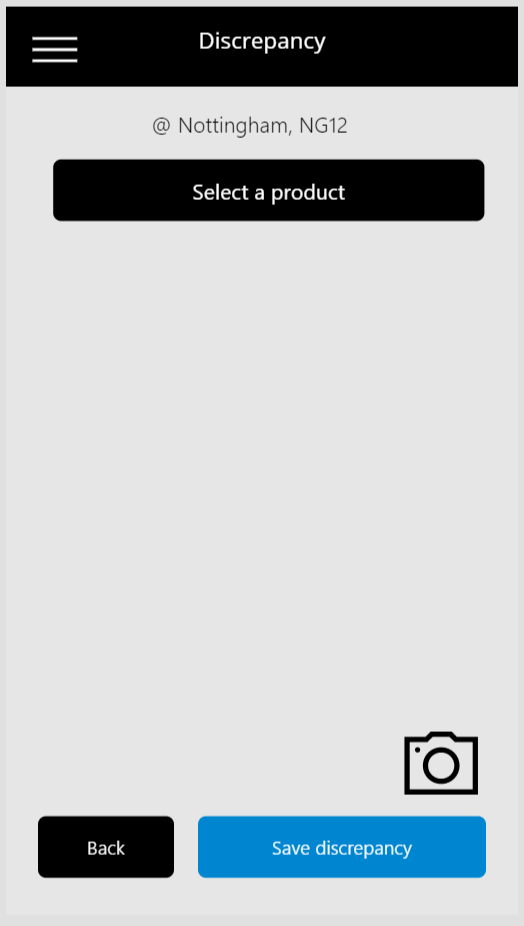 Discrepancy
@ Nottingham, NG12
Select a product
Back
Save discrepancy